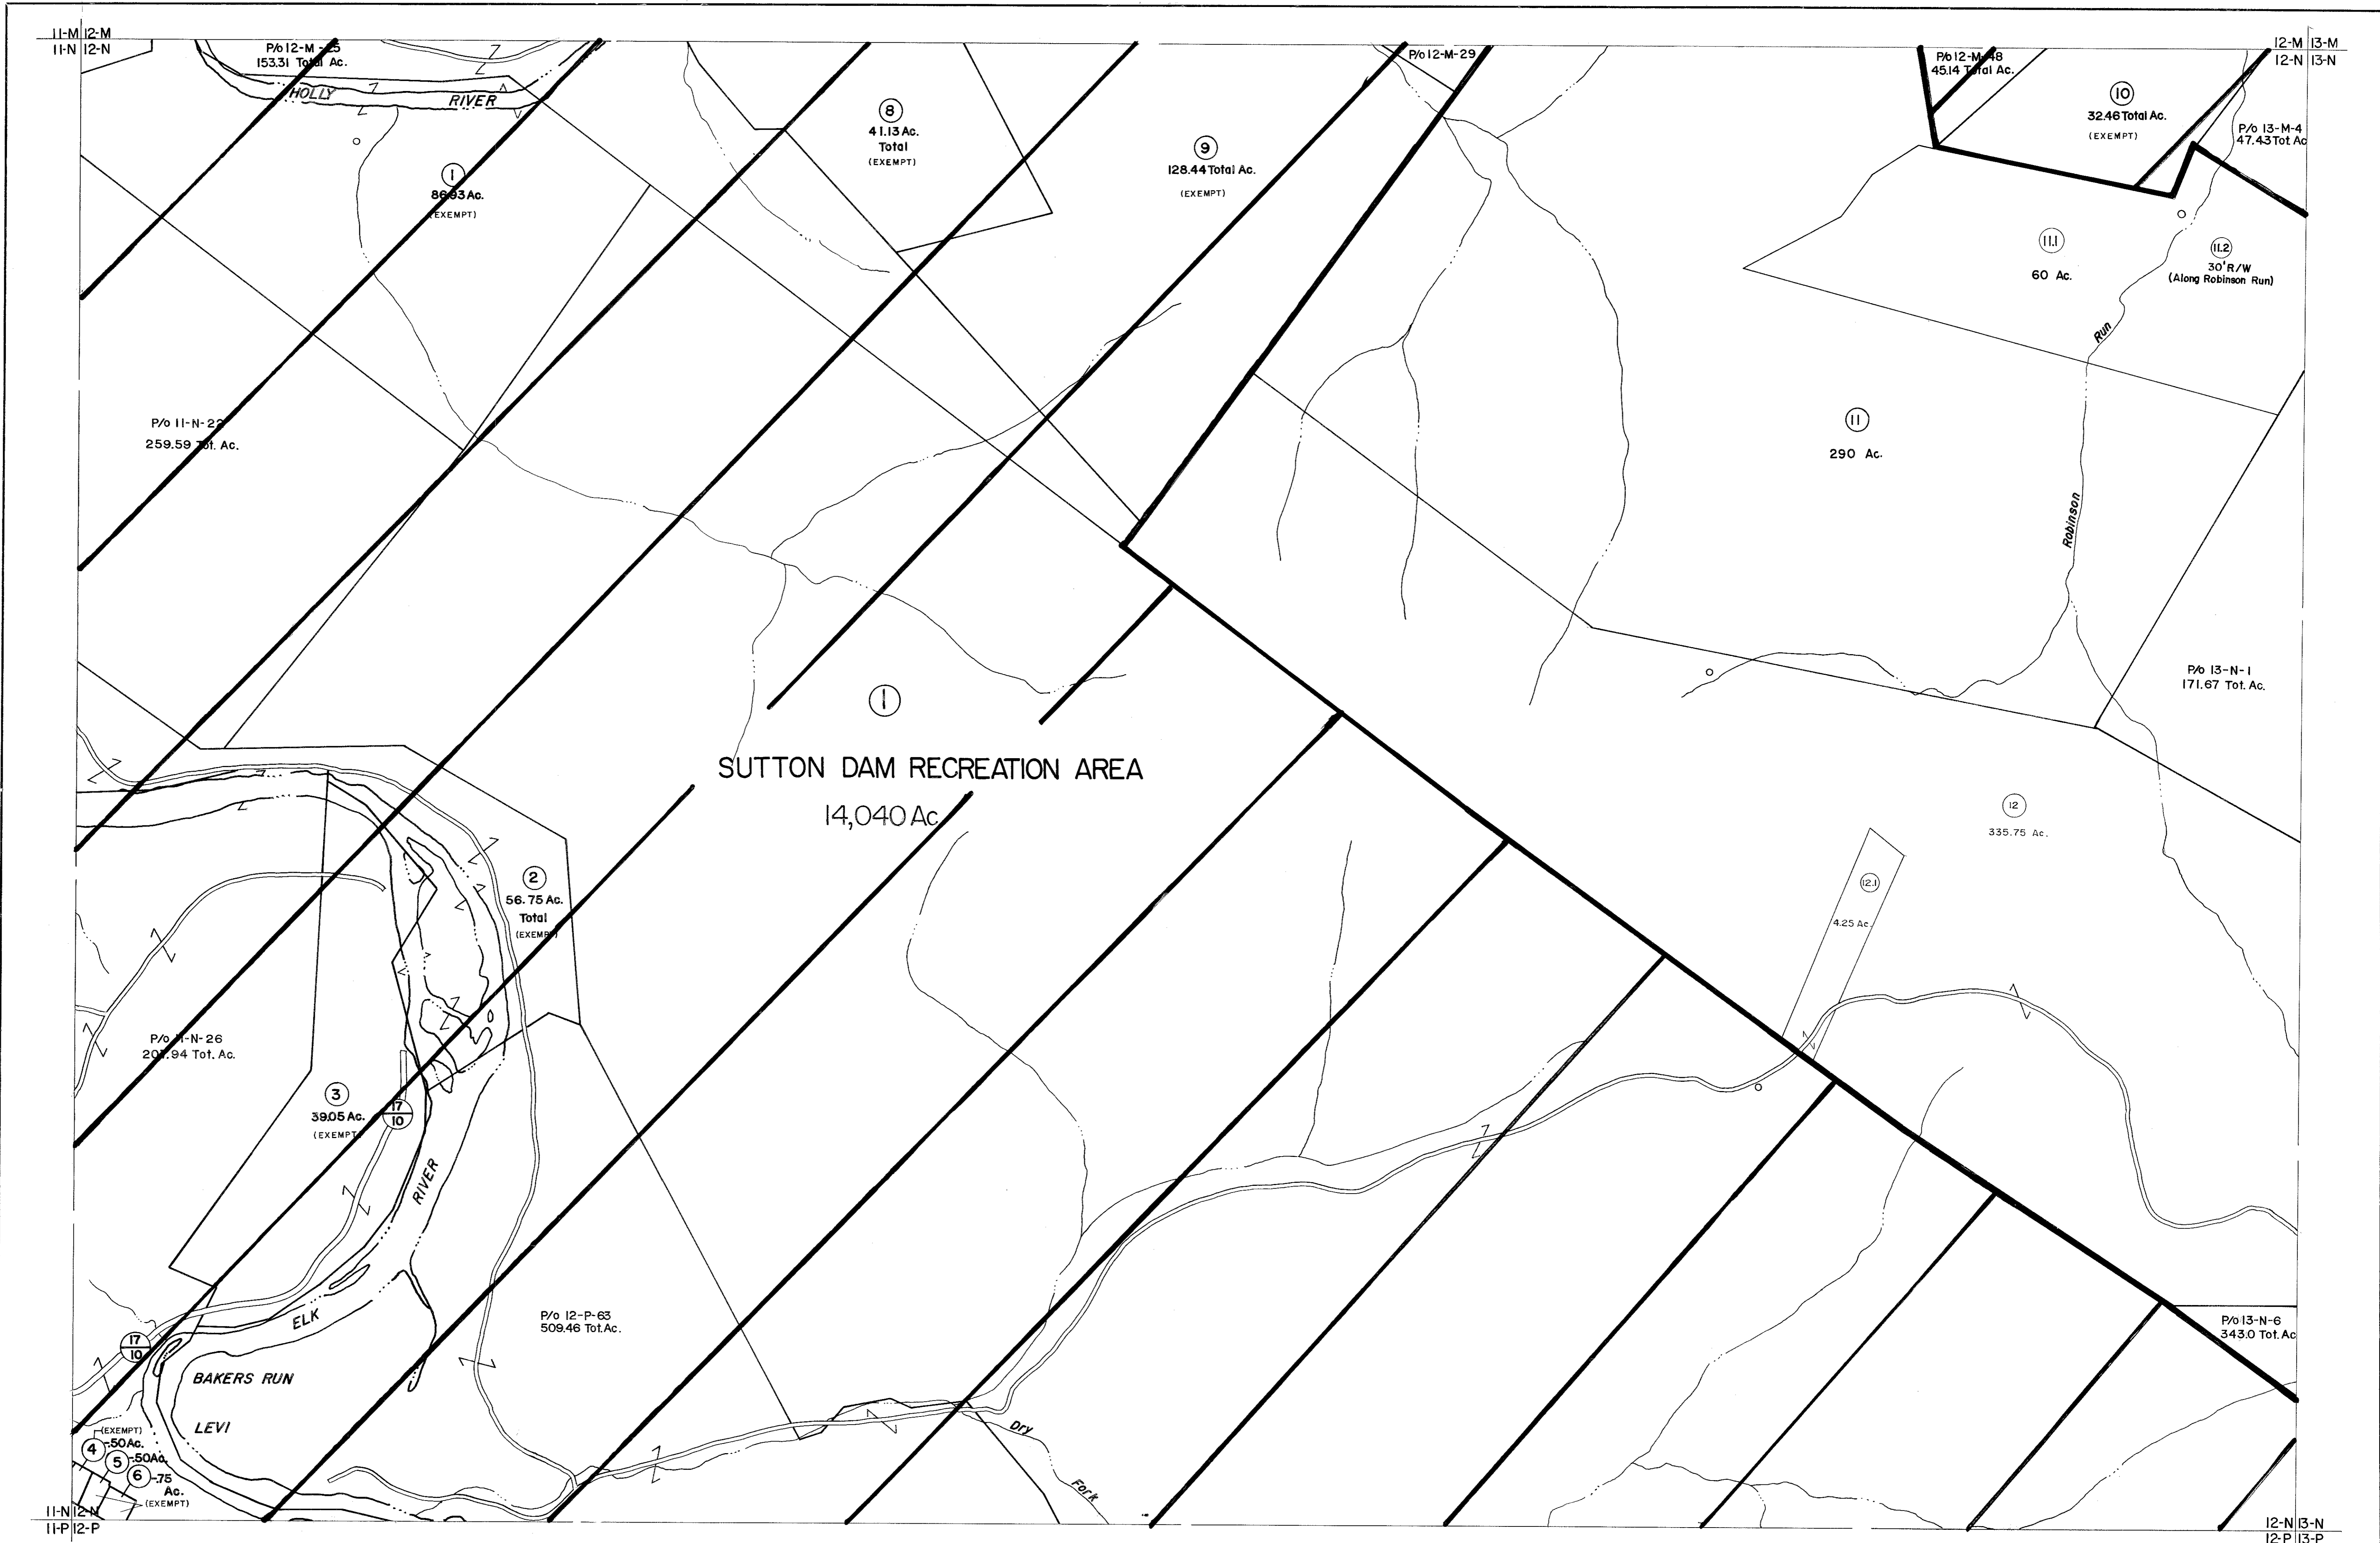 11-M 12-M
11-N 12-N
P/o 12-M-25
153.31 Total Ac.
HOLLY RIVER
1
86.93 Ac.
(EXEMPT)
8
41.13 Ac.
Total
(EXEMPT)
9
128.44 Total Ac.
(EXEMPT)
P/o 12-M-29
P/o 12-M-48
45.14 Total Ac.
10
32.46 Total Ac.
(EXEMPT)
12-M 13-M
12-N 13-N
P/o 13-M-4
47.43 Tot Ac
11.1
60 Ac.
11.2
30' R/W
(Along Robinson Run)
Robinson Run
11
290 Ac.
P/o 11-N-22
259.59 Tot. Ac.
P/o 13-N-1
171.67 Tot. Ac.
1
SUTTON DAM RECREATION AREA
14,040 Ac
12
335.75 Ac.
12.1
4.25 Ac.
2
56.75 Ac.
Total
(EXEMPT)
P/o 11-N-26
207.94 Tot. Ac.
3
39.05 Ac.
(EXEMPT)
17
10
ELK RIVER
17
10
P/o 12-P-63
509.46 Tot. Ac.
P/o 13-N-6
343.0 Tot. Ac
BAKERS RUN
LEVI
Dry Fork
(EXEMPT)
4 -.50 Ac.
5 -.50 Ac.
6 -.75
Ac.
(EXEMPT)
11-N 12-N
11-P 12-P
12-N 13-N
12-P 13-P